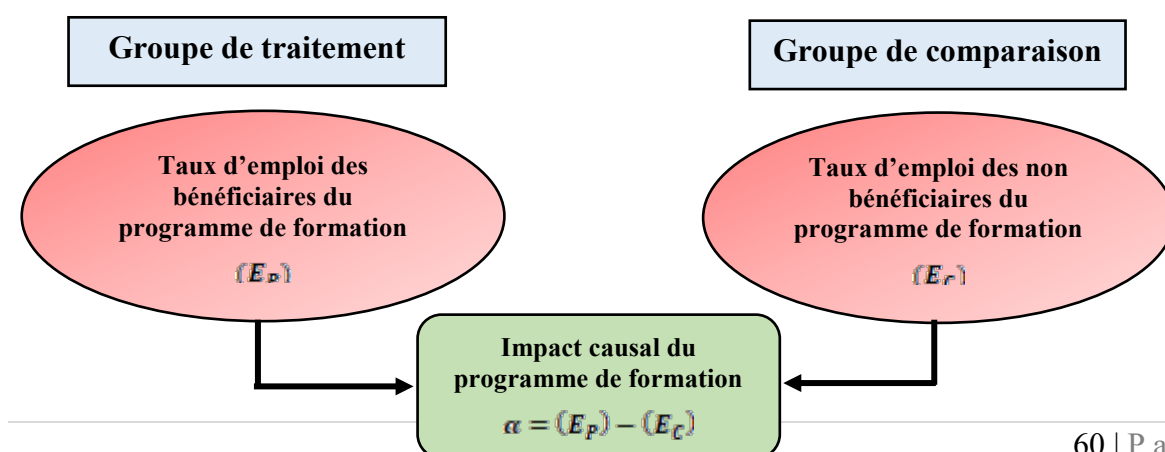 Groupe de traitement
Groupe de comparaison
Taux d’emploi des
bénéficiaires du
programme de formation
(E_P)
Taux d’emploi des non
bénéficiaires du
programme de formation
(E_C)
Impact causal du
programme de formation
α = (E_P) − (E_C)
60 | P a